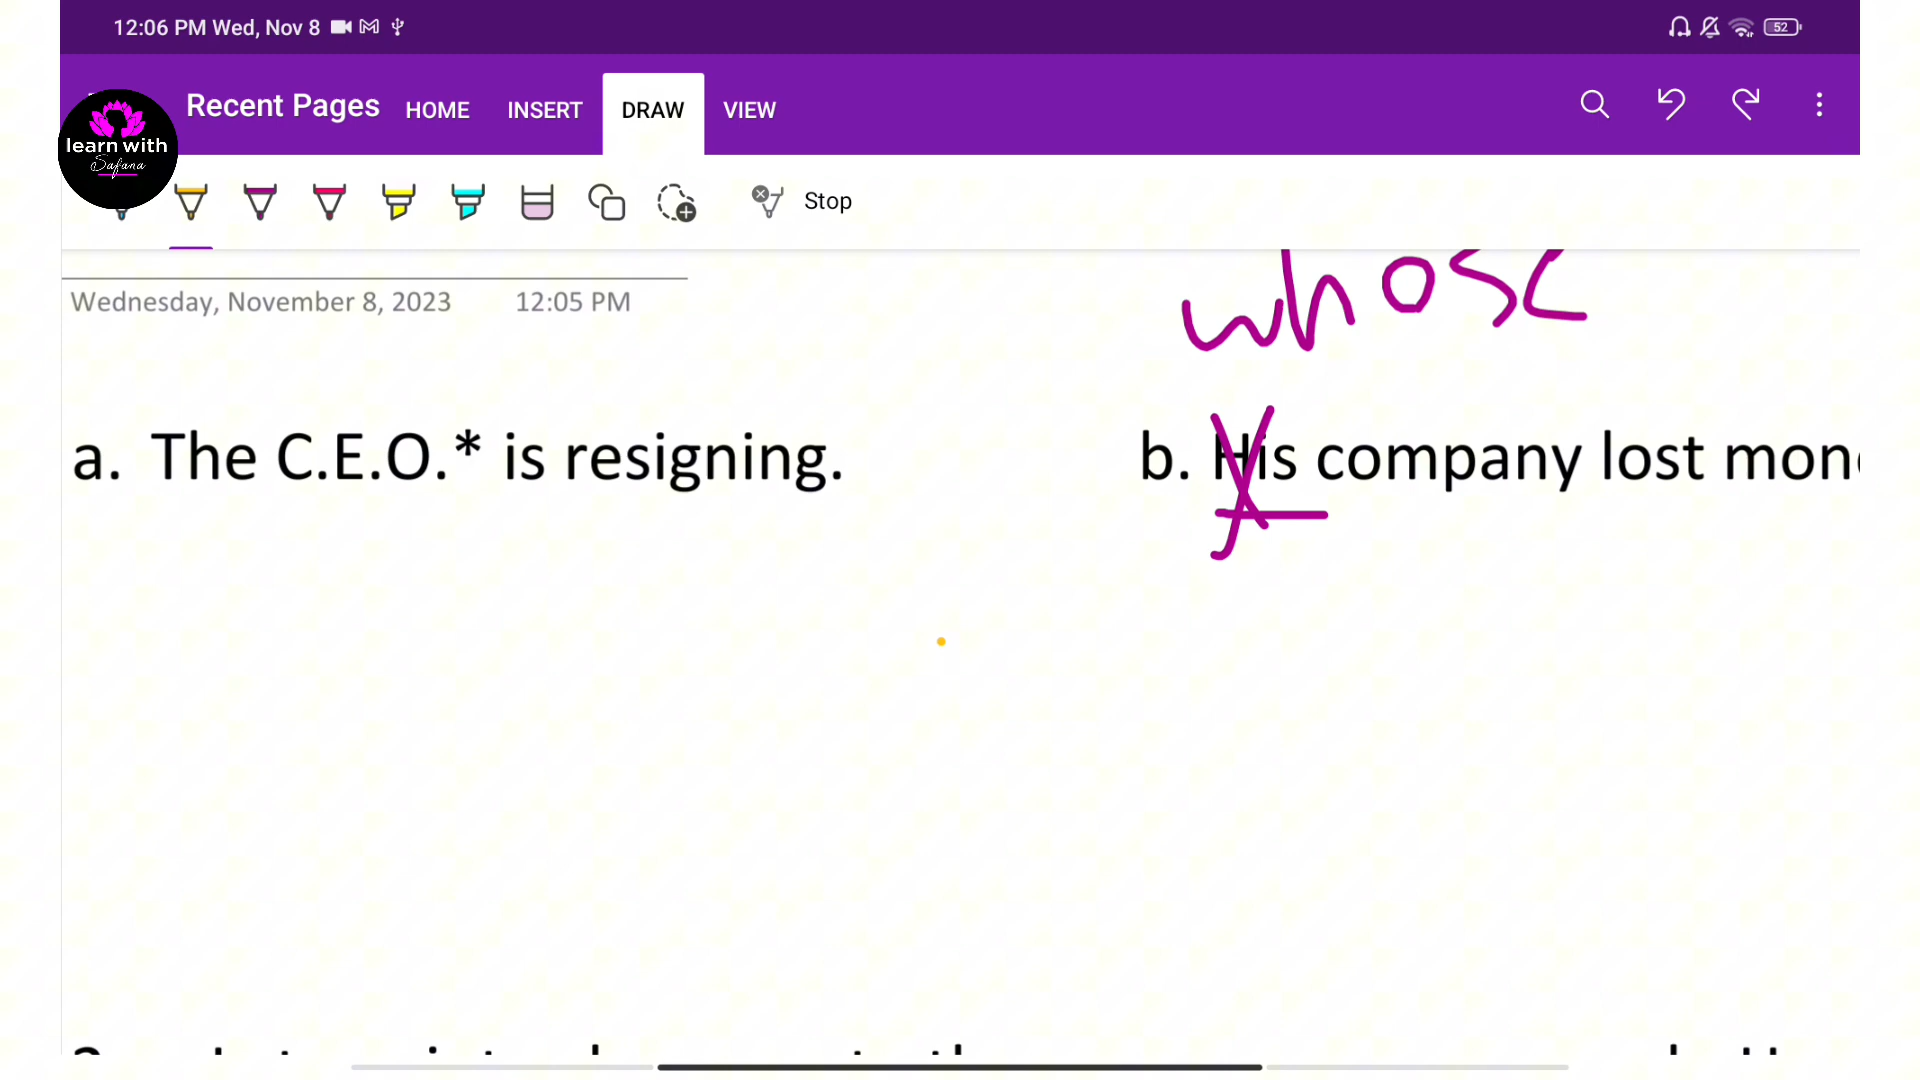 12:06 PM Wed, Nov 8
52
Recent Pages HOME INSERT DRAW VIEW
learn with
Safana
Stop
whose
Wednesday, November 8, 2023 12:05 PM
a. The C.E.O.* is resigning. b. His company lost mon